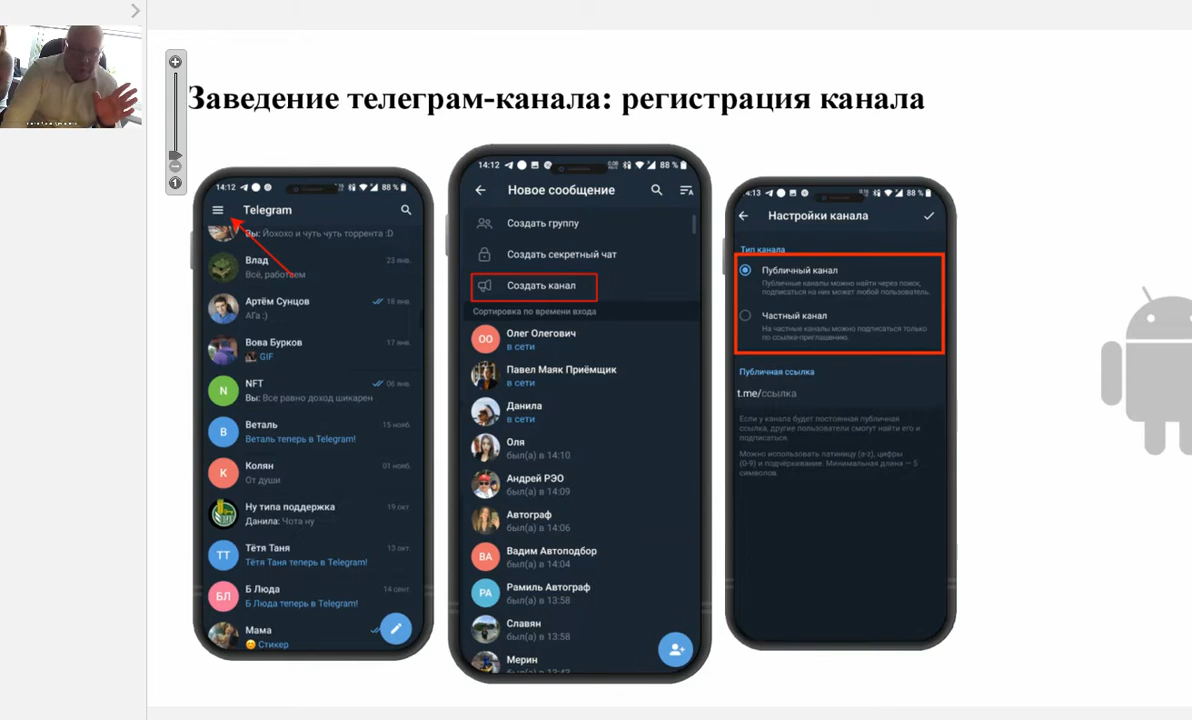 Заведение телеграм-канала: регистрация канала
14:12
88 %
Telegram
Вы: Йохохо и чуть чуть торрента :D
Влад
23 янв.
Всё, работаем
Артём Сунцов
18 янв.
АГа :)
Вова Бурков
17 янв.
GIF
N
NFT
06 янв.
Вы: Все равно доход шикарен
В
Веталь
15 нояб.
Веталь теперь в Telegram!
К
Колян
01 нояб.
От души
Ну типа поддержка
19 окт.
Данила: Чота ну
ТТ
Тётя Таня
13 окт.
Тётя Таня теперь в Telegram!
БЛ
Б Люда
14 сент.
Б Люда теперь в Telegram!
Мама
Стикер
14:12
88 %
Новое сообщение
Создать группу
Создать секретный чат
Создать канал
Сортировка по времени входа
ОО
Олег Олегович
в сети
Павел Маяк Приёмщик
в сети
Данила
в сети
Оля
был(а) в 14:10
Андрей РЭО
был(а) в 14:09
Автограф
был(а) в 14:06
ВА
Вадим Автоподбор
был(а) в 14:04
РА
Рамиль Автограф
был(а) в 13:58
Славян
был(а) в 13:58
Мерин
88 %
Настройки канала
Тип канала
Публичный канал
Публичные каналы можно найти через поиск,
подписаться на них может любой пользователь.
Частный канал
На частные каналы можно подписаться только
по ссылке-приглашению.
Публичная ссылка
t.me/ссылка
Если у канала будет постоянная публичная
ссылка, другие пользователи смогут найти его и
подписаться.
Можно использовать латиницу (a-z), цифры
(0-9) и подчёркивание. Минимальная длина — 5
символов.